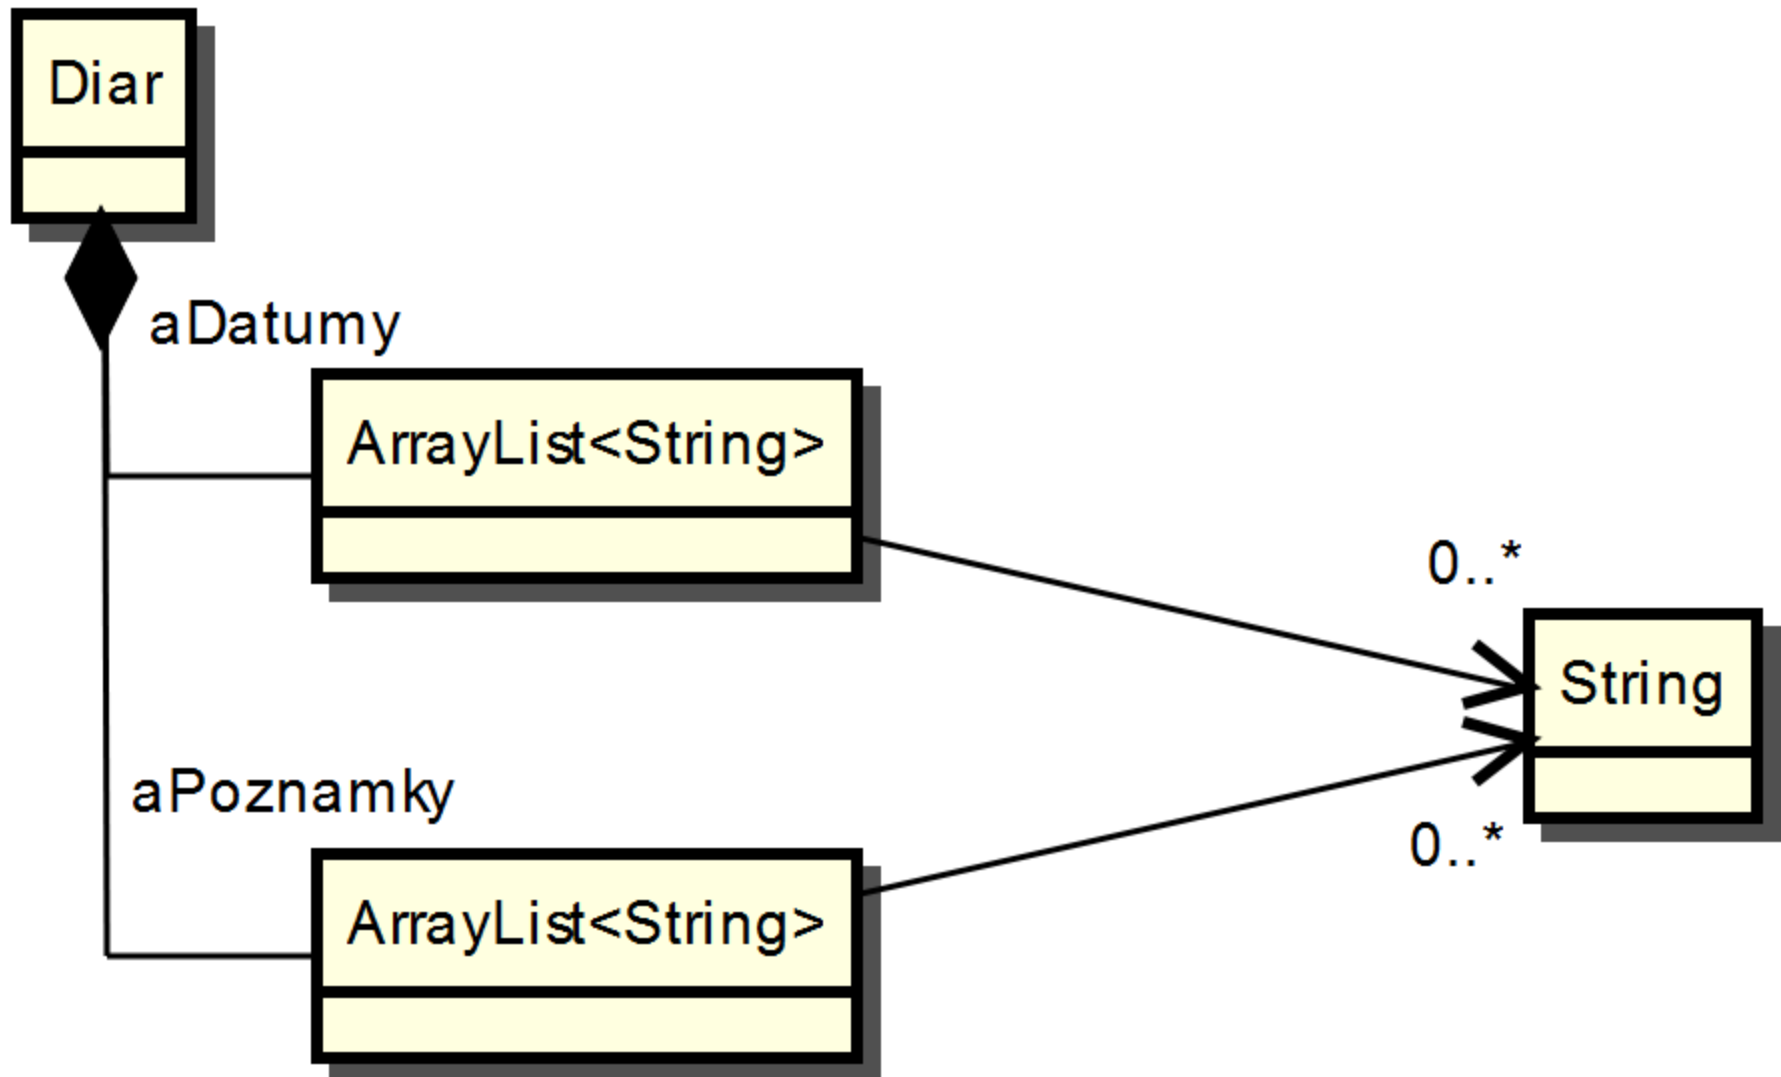 Diar
aDatumy
ArrayList<String>
0..*
String
aPoznamky
0..*
ArrayList<String>